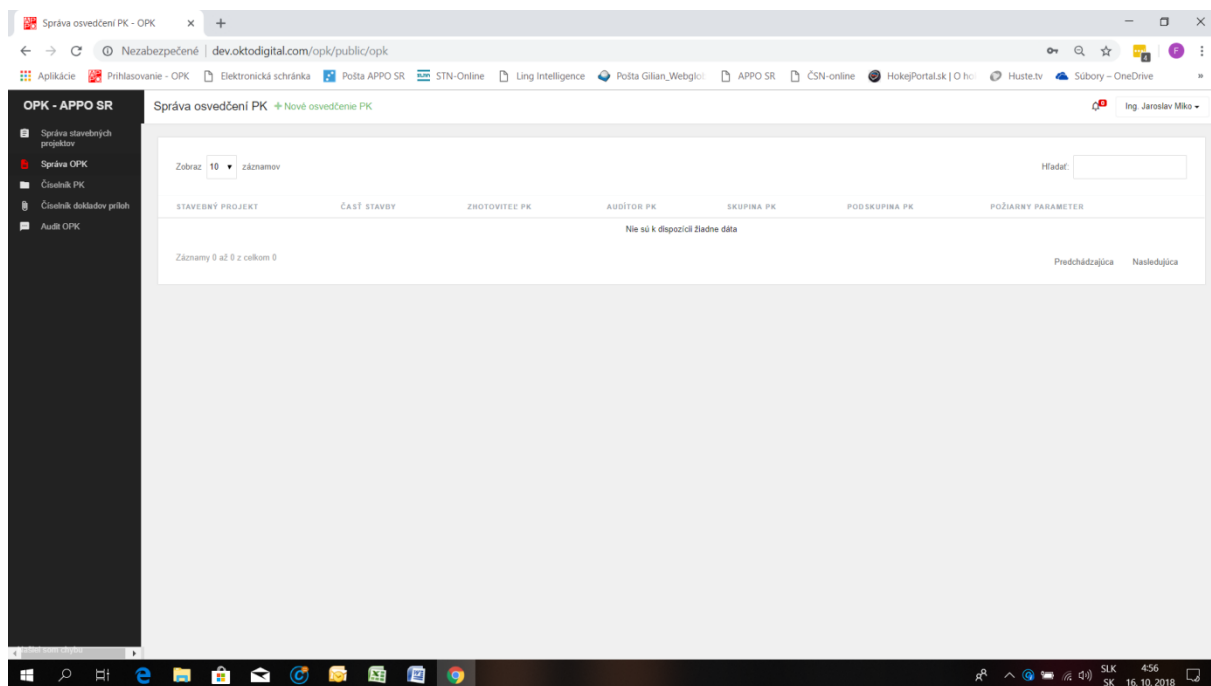 Správa osvedčení PK - OPK
Nezabezpečené | dev.oktodigital.com/opk/public/opk
Aplikácie Prihlasovanie - OPK Elektronická schránka Pošta APPO SR STN-Online Ling Intelligence Pošta Gilian_Webglob APPO SR ČSN-online HokejPortal.sk | O ho Huste.tv Súbory – OneDrive »
OPK - APPO SR
Správa osvedčení PK + Nové osvedčenie PK
Ing. Jaroslav Miko
Správa stavebných
projektov
Správa OPK
Číselník PK
Číselník dokladov príloh
Audit OPK
Zobraz 10 záznamov
Hľadať:
STAVEBNÝ PROJEKT ČASŤ STAVBY ZHOTOVITEĽ PK AUDÍTOR PK SKUPINA PK PODSKUPINA PK POŽIARNY PARAMETER
Nie sú k dispozícii žiadne dáta
Záznamy 0 až 0 z celkom 0
Predchádzajúca Nasledujúca
Našiel som chybu
SLK 4:56
SK 16. 10. 2018